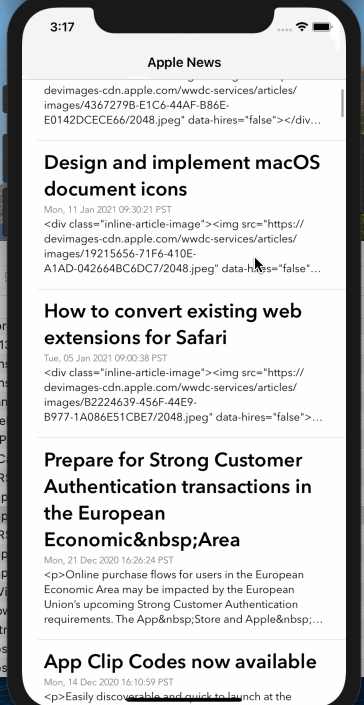 3:17
Apple News
devimages-cdn.apple.com/wwdc-services/articles/
images/4367279B-E1C6-44AF-B86E-
E0142DCECE66/2048.jpeg" data-hires="false"></div...
Design and implement macOS
document icons
Mon, 11 Jan 2021 09:30:21 PST
<div class="inline-article-image"><img src="https://
devimages-cdn.apple.com/wwdc-services/articles/
images/19215656-71F6-410E-
A1AD-042664BC6DC7/2048.jpeg" data-hires="false"...
How to convert existing web
extensions for Safari
Tue, 05 Jan 2021 09:00:38 PST
<div class="inline-article-image"><img src="https://
devimages-cdn.apple.com/wwdc-services/articles/
images/B2224639-456F-44E9-
B977-1A086E51CBE7/2048.jpeg" data-hires="false">...
Prepare for Strong Customer
Authentication transactions in
the European
Economic&nbsp;Area
Mon, 21 Dec 2020 16:26:24 PST
<p>Online purchase flows for users in the European
Economic Area may be impacted by the European
Union's upcoming Strong Customer Authentication
requirements. The App&nbsp;Store and Apple&nbsp;...
App Clip Codes now available
Mon, 14 Dec 2020 16:10:59 PST
<p>Easily discoverable and quick to launch at the